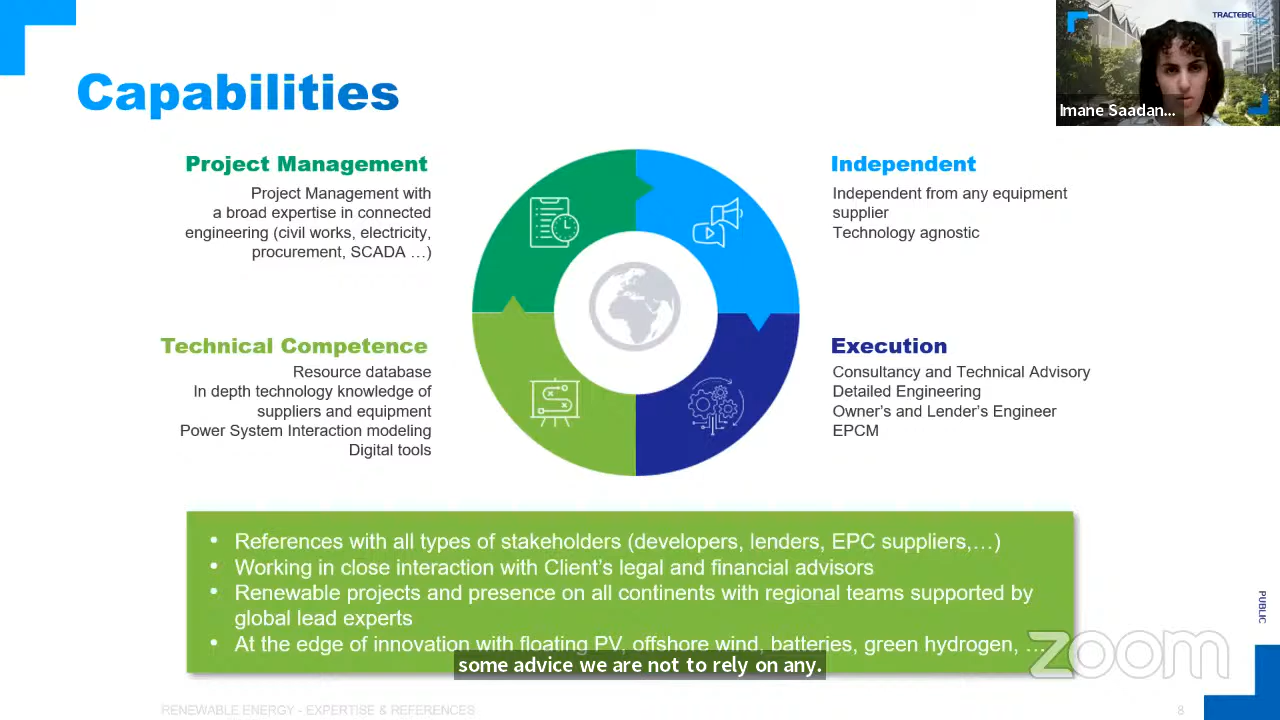 TRACTEBEL
Imane Saadan...
Capabilities
Project Management
Project Management with
a broad expertise in connected
engineering (civil works, electricity,
procurement, SCADA …)
Independent
Independent from any equipment
supplier
Technology agnostic
Technical Competence
Resource database
In depth technology knowledge of
suppliers and equipment
Power System Interaction modeling
Digital tools
Execution
Consultancy and Technical Advisory
Detailed Engineering
Owner's and Lender's Engineer
EPCM
• References with all types of stakeholders (developers, lenders, EPC suppliers,…)
• Working in close interaction with Client's legal and financial advisors
• Renewable projects and presence on all continents with regional teams supported by
global lead experts
• At the edge of innovation with floating PV, offshore wind, batteries, green hydrogen, …
some advice we are not to rely on any.
PUBLIC
zoom
RENEWABLE ENERGY - EXPERTISE & REFERENCES
8